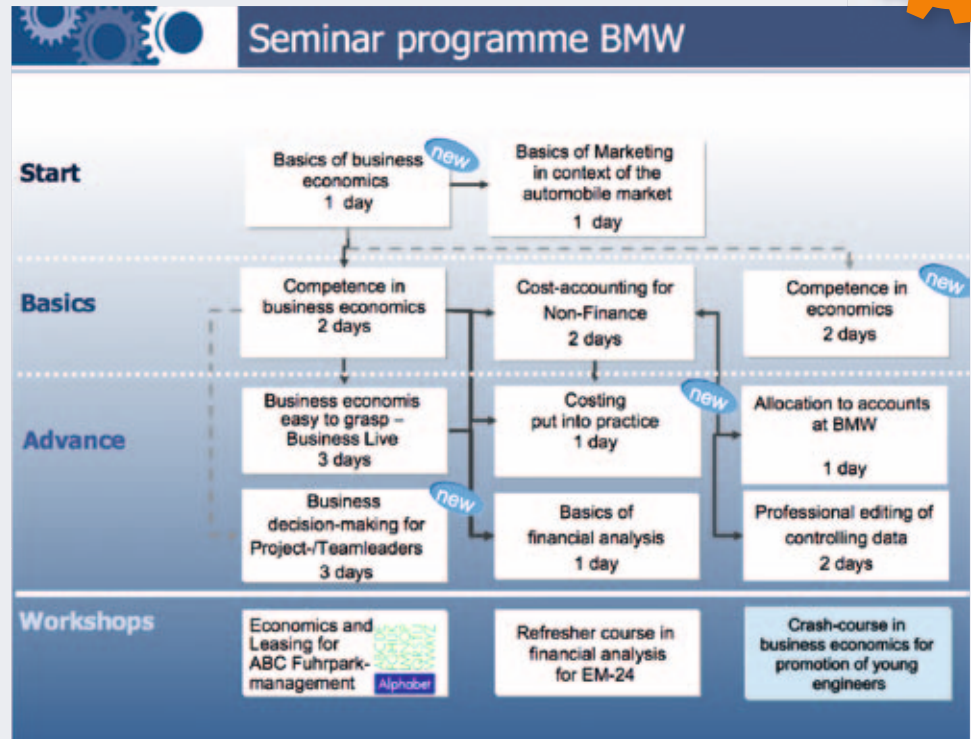 Seminar programme BMW
Start
Basics of business
economics
1 day
new
Basics of Marketing
in context of the
automobile market
1 day
Basics
Competence in
business economics
2 days
Cost-accounting for
Non-Finance
2 days
Competence in
economics
2 days
new
Advance
Business economis
easy to grasp –
Business Live
3 days
Costing
put into practice
1 day
new
Allocation to accounts
at BMW
1 day
Business
decision-making for
Project-/Teamleaders
3 days
new
Basics of
financial analysis
1 day
Professional editing of
controlling data
2 days
Workshops
Economics and
Leasing for
ABC Fuhrpark-
management
Alphabet
Refresher course in
financial analysis
for EM-24
Crash-course in
business economics for
promotion of young
engineers